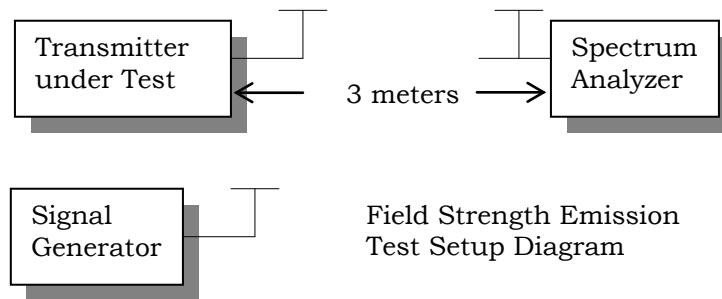 Transmitter
under Test
3 meters
Spectrum
Analyzer
Signal
Generator
Field Strength Emission
Test Setup Diagram